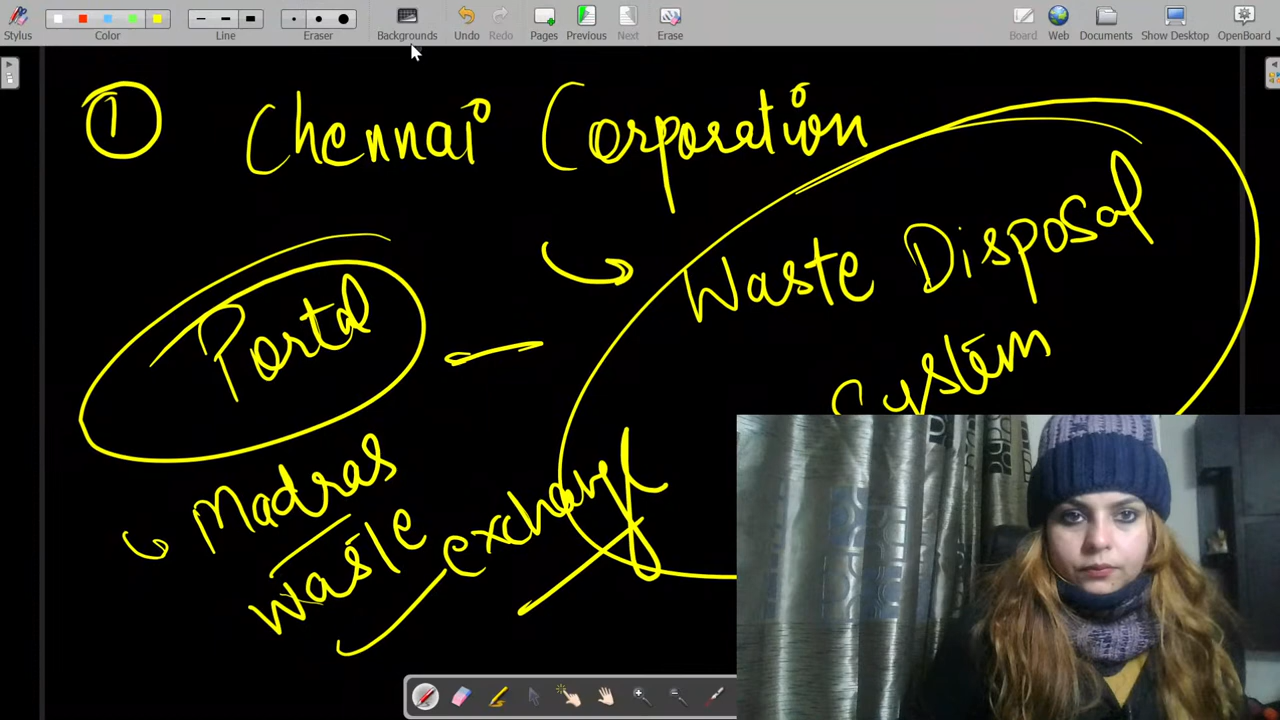 Stylus Color Line Eraser Backgrounds Undo Redo Pages Previous Next Erase Board Web Documents Show Desktop OpenBoard
1 Chennai Corporation
Waste Disposal
System
Portal
Madras
waste exchange